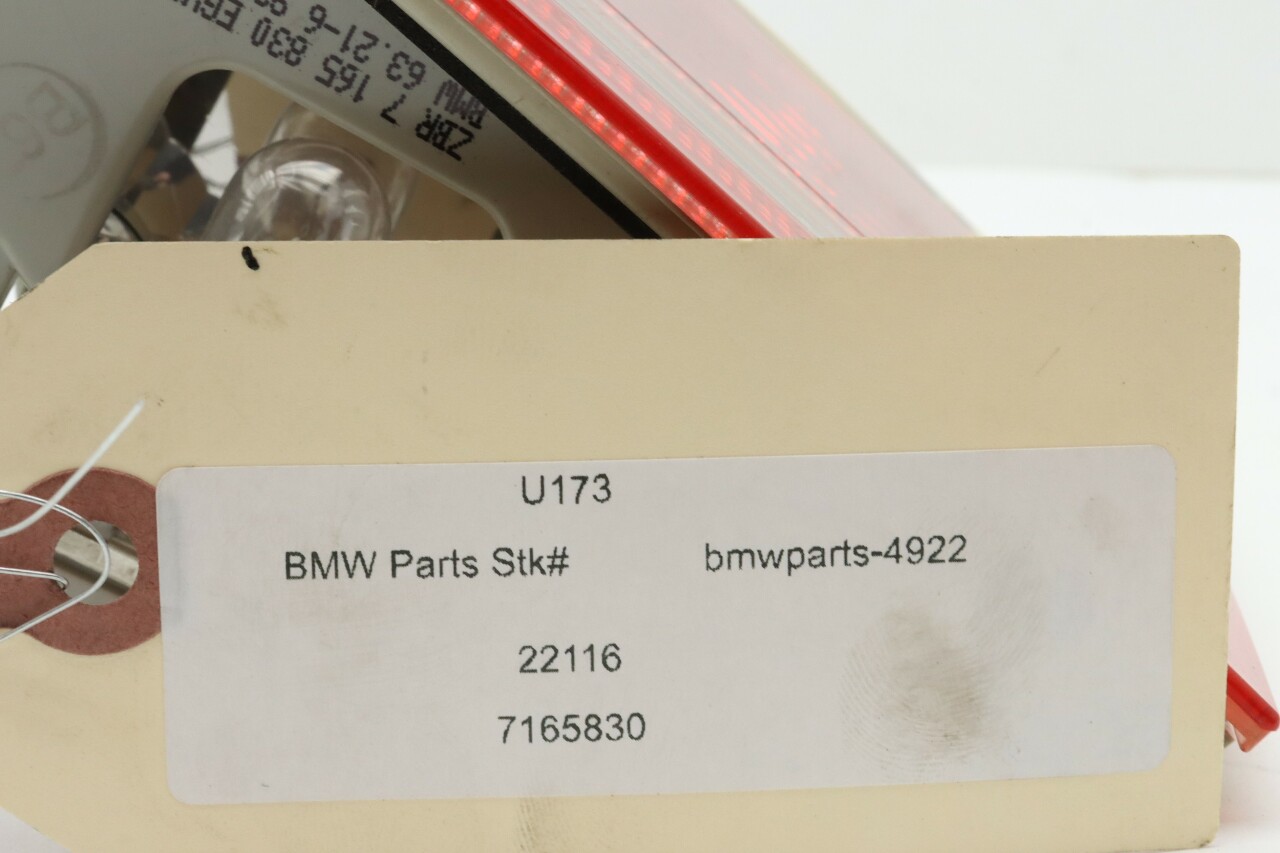 ZBR 7 165 830
BMW 63.21-6
U173
BMW Parts Stk# bmwparts-4922
22116
7165830